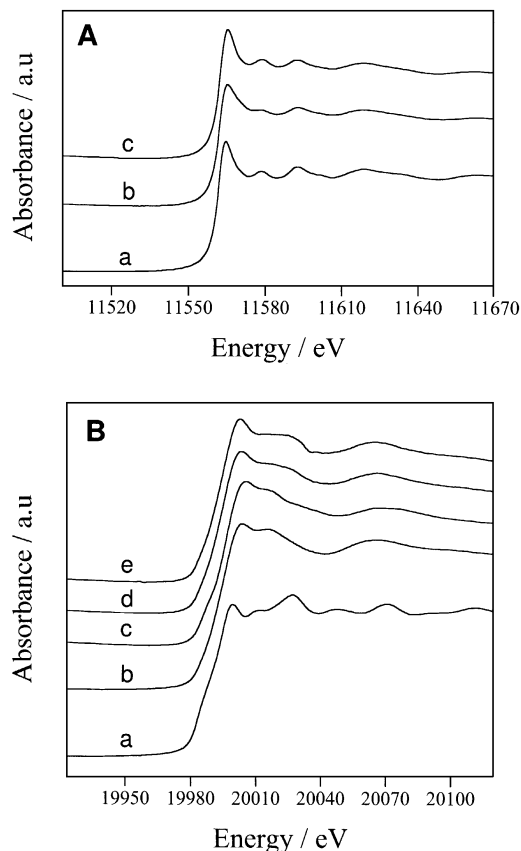 A
Absorbance / a.u
c
b
a
11520 11550 11580 11610 11640 11670
Energy / eV
B
Absorbance / a.u
e
d
c
b
a
19950 19980 20010 20040 20070 20100
Energy / eV